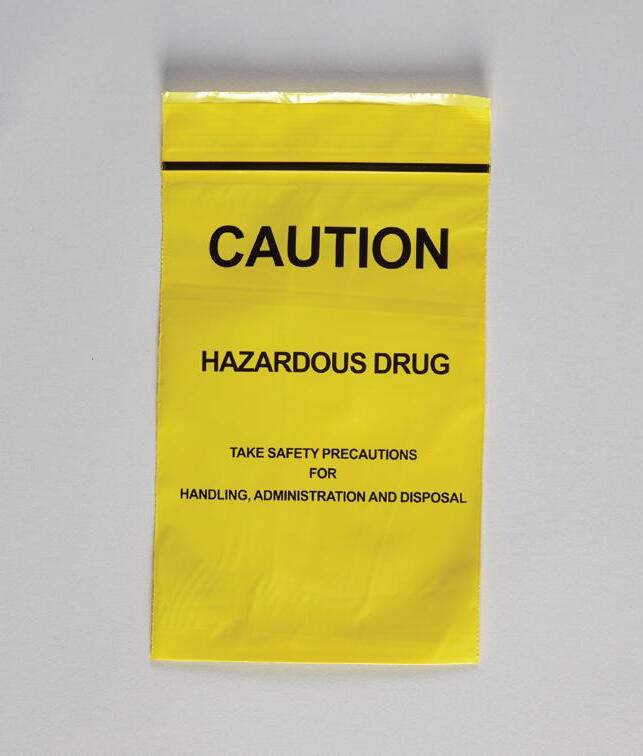 CAUTION
HAZARDOUS DRUG
TAKE SAFETY PRECAUTIONS
FOR
HANDLING, ADMINISTRATION AND DISPOSAL